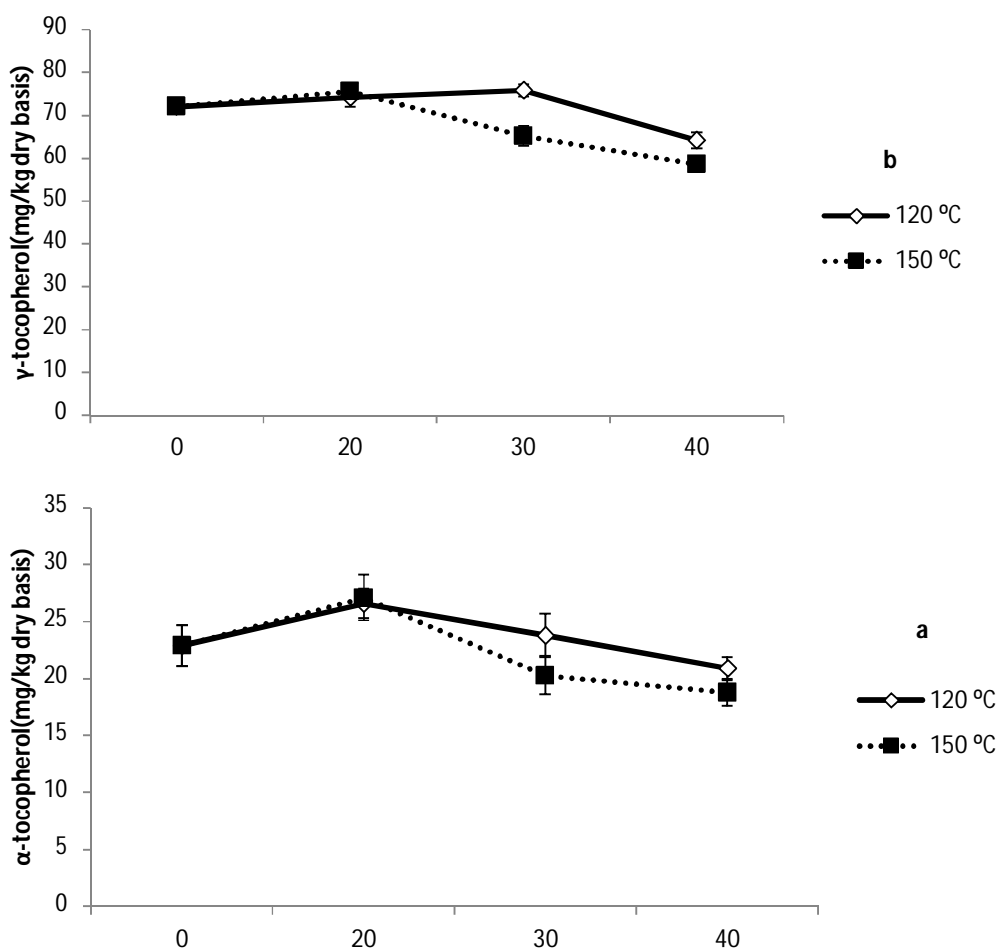 γ-tocopherol(mg/kg dry basis)
90
80
70
60
50
40
30
20
10
0
0 20 30 40
b
120 ºC
150 ºC
α-tocopherol(mg/kg dry basis)
35
30
25
20
15
10
5
0
0 20 30 40
a
120 ºC
150 ºC